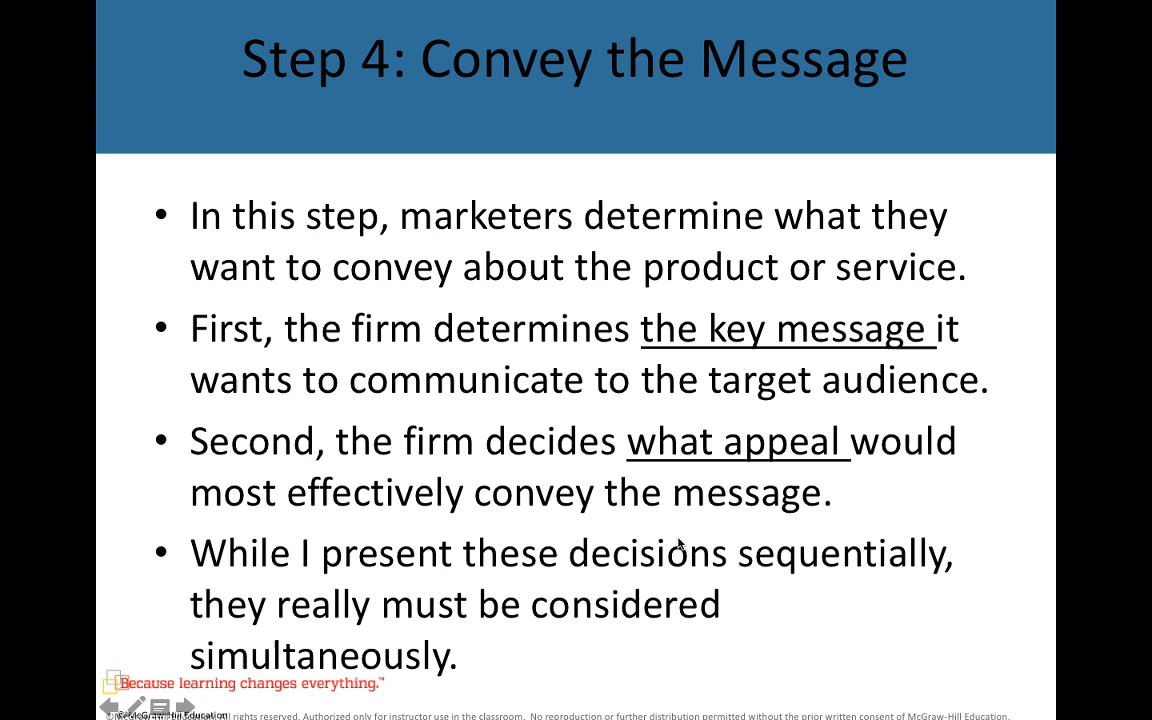 Step 4: Convey the Message
• In this step, marketers determine what they
want to convey about the product or service.
• First, the firm determines the key message it
wants to communicate to the target audience.
• Second, the firm decides what appeal would
most effectively convey the message.
• While I present these decisions sequentially,
they really must be considered
simultaneously.
Because learning changes everything.™
©McGraw-Hill Education
©McGraw-Hill Education. All rights reserved. Authorized only for instructor use in the classroom. No reproduction or further distribution permitted without the prior written consent of McGraw-Hill Education.